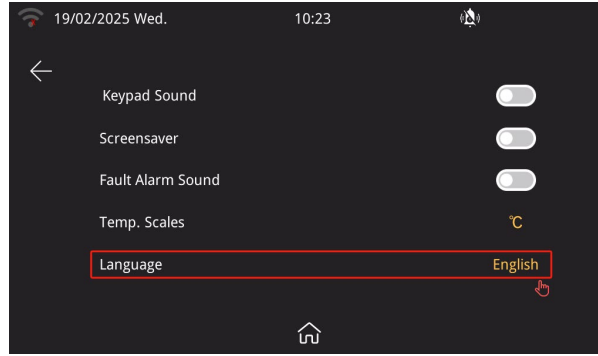 19/02/2025 Wed. 10:23
Keypad Sound
Screensaver
Fault Alarm Sound
Temp. Scales ℃
Language English